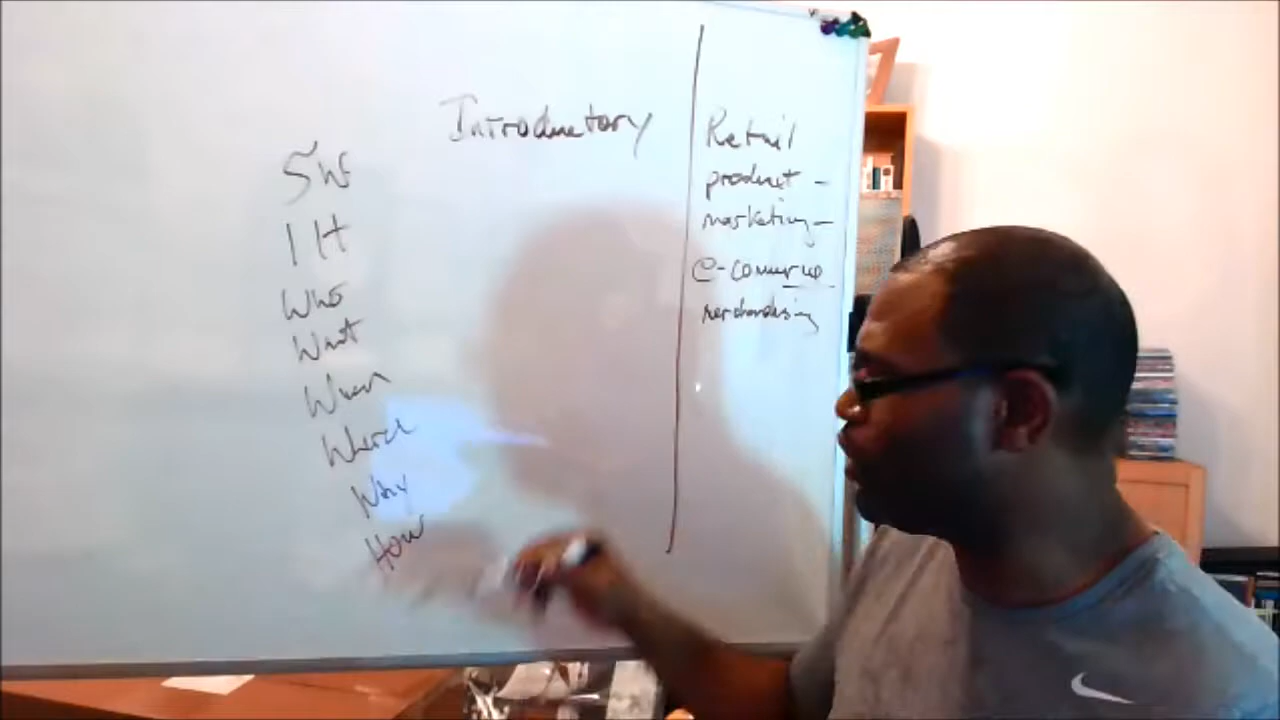 Introductory
5W
1H
Who
What
When
Where
Why
How
Retail
product -
marketing -
e-commerce
merchandising